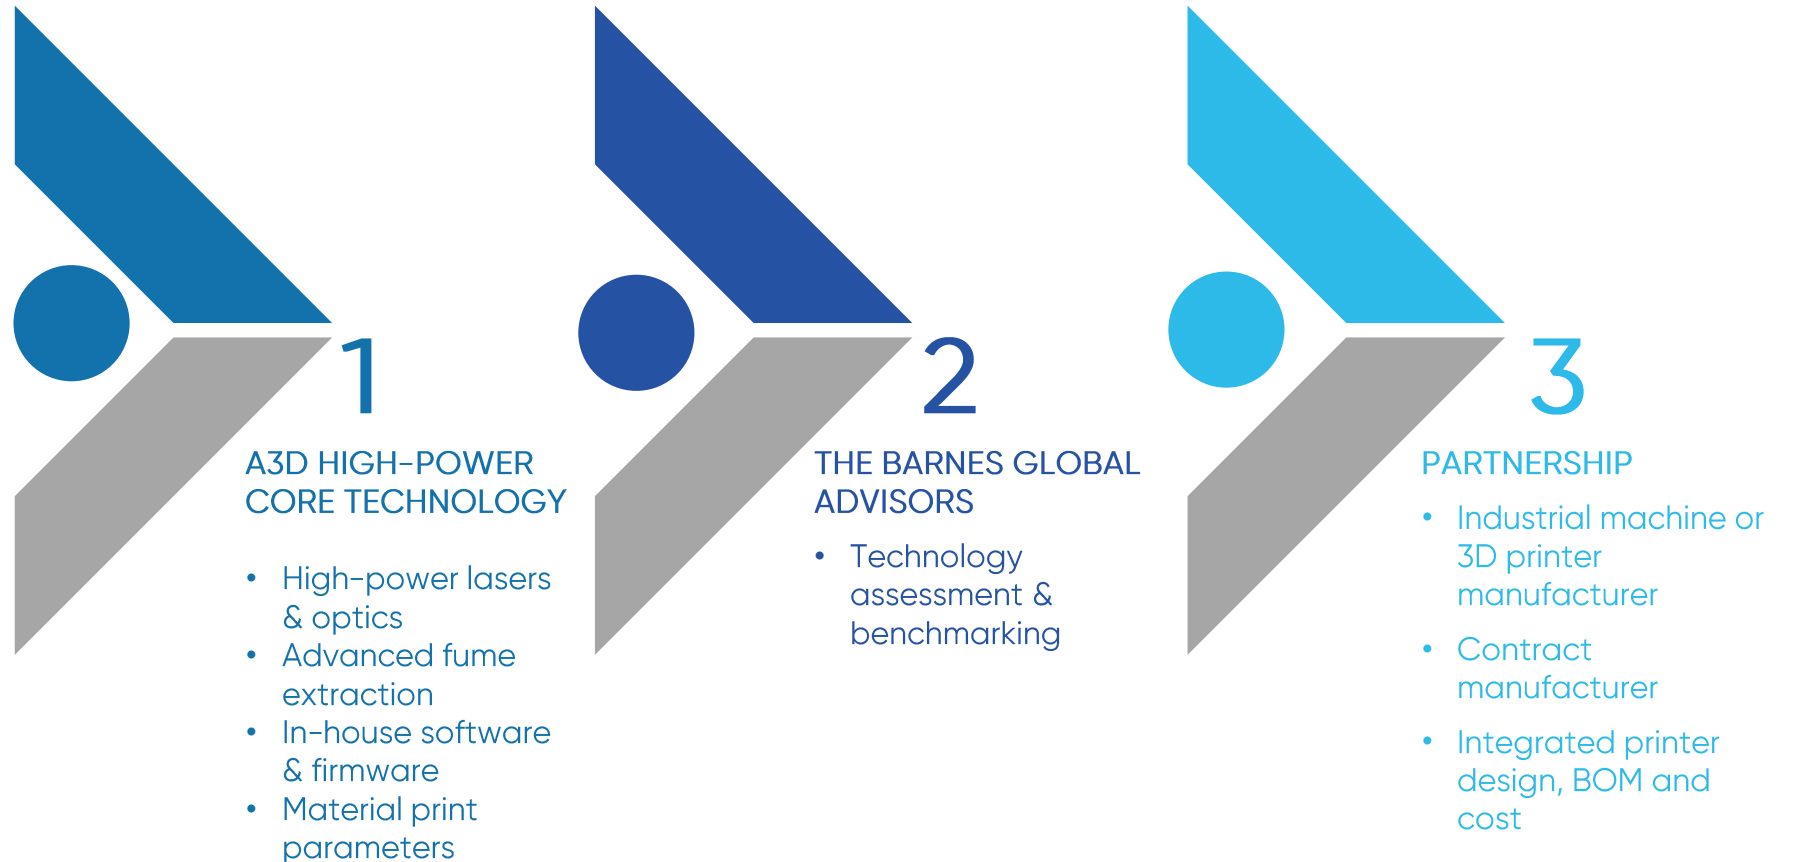 1
A3D HIGH-POWER
CORE TECHNOLOGY
• High-power lasers
& optics
• Advanced fume
extraction
• In-house software
& firmware
• Material print
parameters
2
THE BARNES GLOBAL
ADVISORS
• Technology
assessment &
benchmarking
3
PARTNERSHIP
• Industrial machine or
3D printer
manufacturer
• Contract
manufacturer
• Integrated printer
design, BOM and
cost